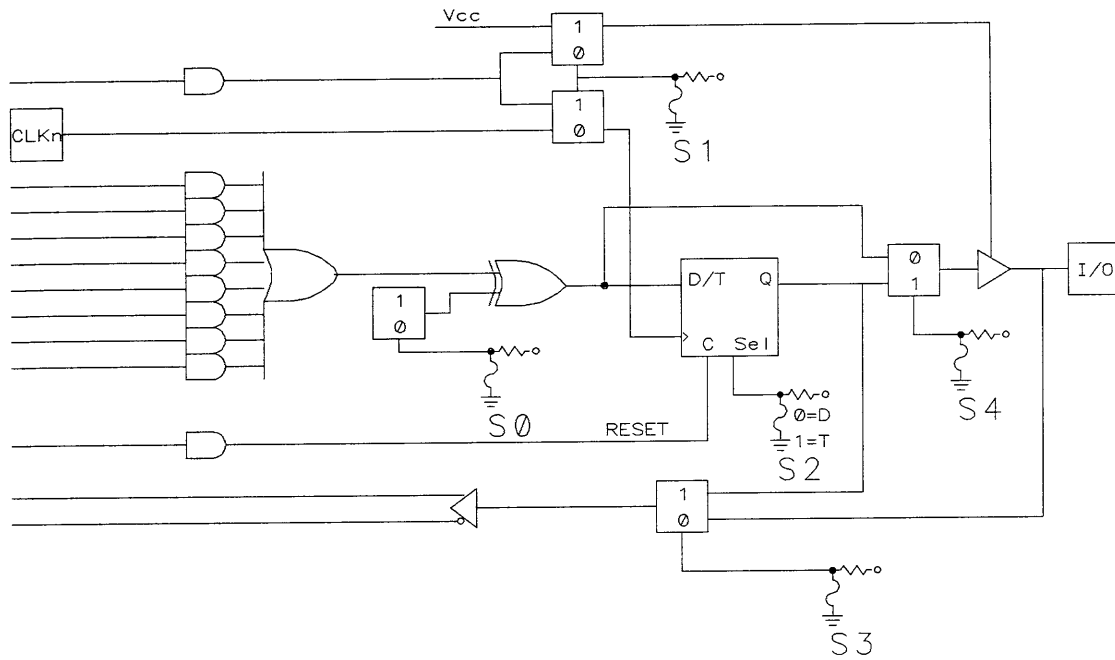 Vcc
1
0
1
0
CLKn
S1
1
0
S0
D/T Q
C Sel
0
1
I/O
S4
0=D
1=T
S2
RESET
1
0
S3